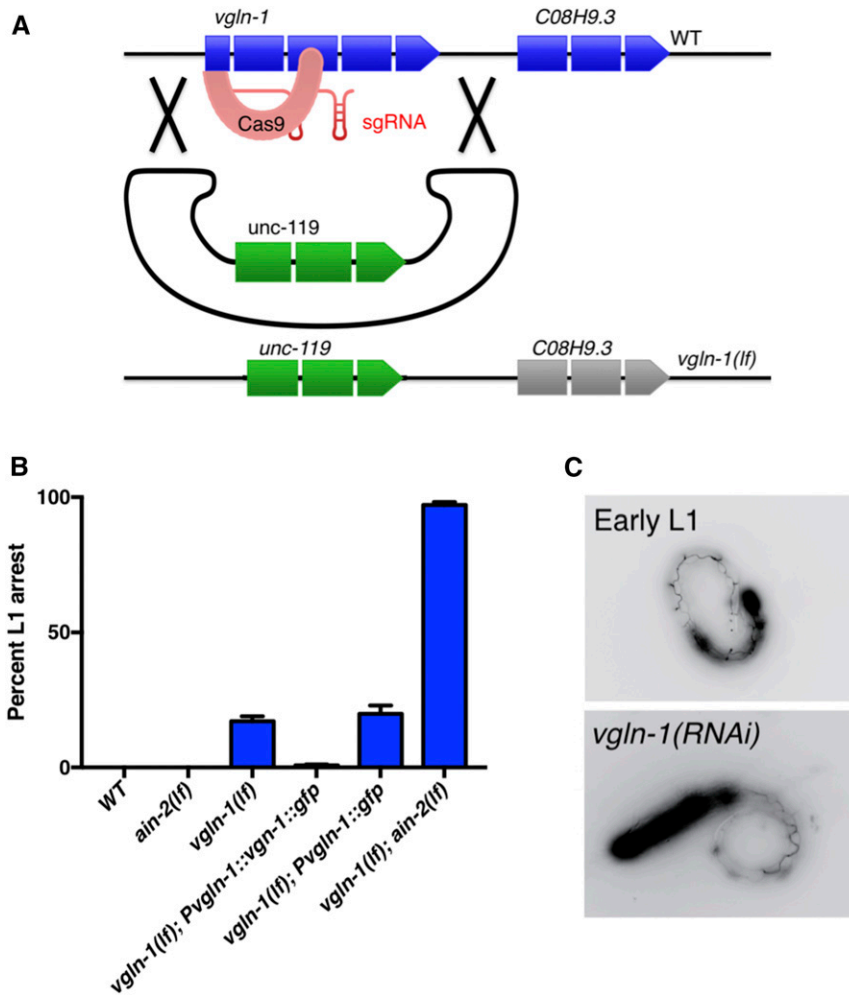 A
vgln-1
C08H9.3
WT
Cas9
sgRNA
unc-119
unc-119
C08H9.3
vgln-1(lf)
B
Percent L1 arrest
100
50
0
WT
ain-2(lf)
vgln-1(lf)
vgln-1(lf); Pvgln-1::vgn-1::gfp
vgln-1(lf); Pvgln-1::gfp
vgln-1(lf); ain-2(lf)
C
Early L1
vgln-1(RNAi)